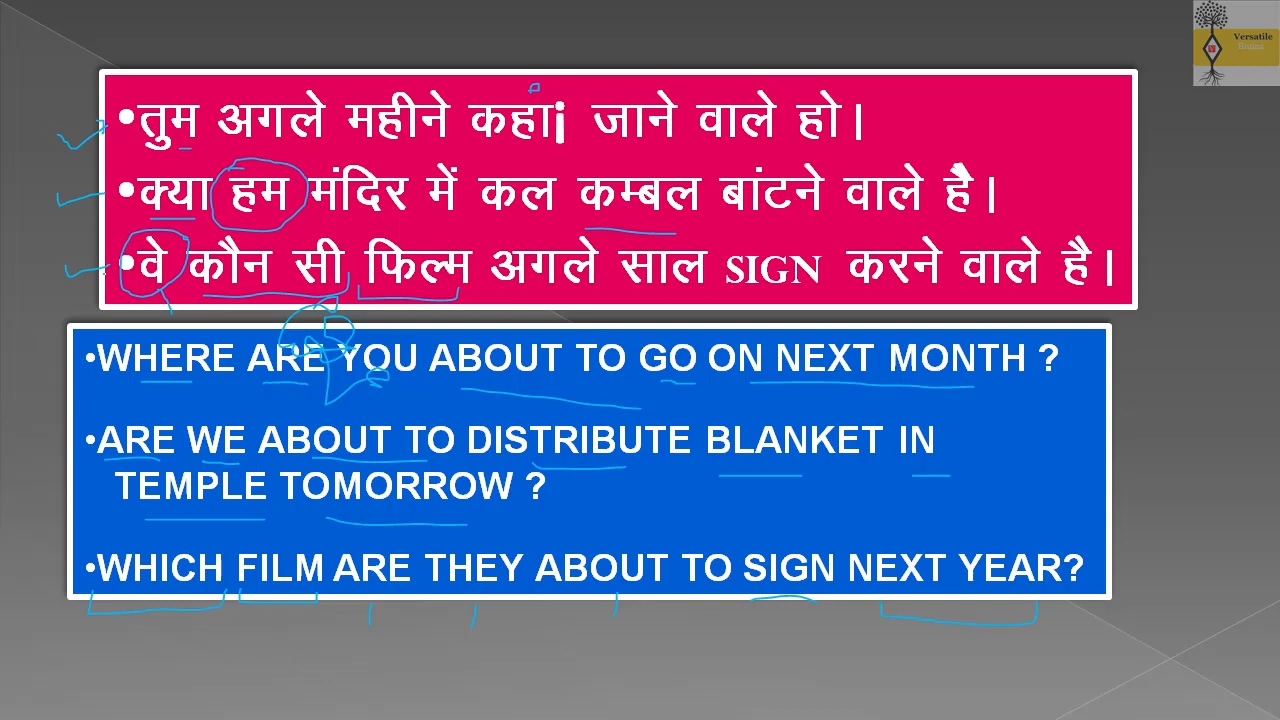 Versatile
Brains
•तुम अगले महीने कहाi जाने वाले हो।
•क्या हम मंदिर में कल कम्बल बांटने वाले है।
•वे कौन सी फिल्म अगले साल SIGN करने वाले है।
•WHERE ARE YOU ABOUT TO GO ON NEXT MONTH ?
•ARE WE ABOUT TO DISTRIBUTE BLANKET IN
TEMPLE TOMORROW ?
•WHICH FILM ARE THEY ABOUT TO SIGN NEXT YEAR?